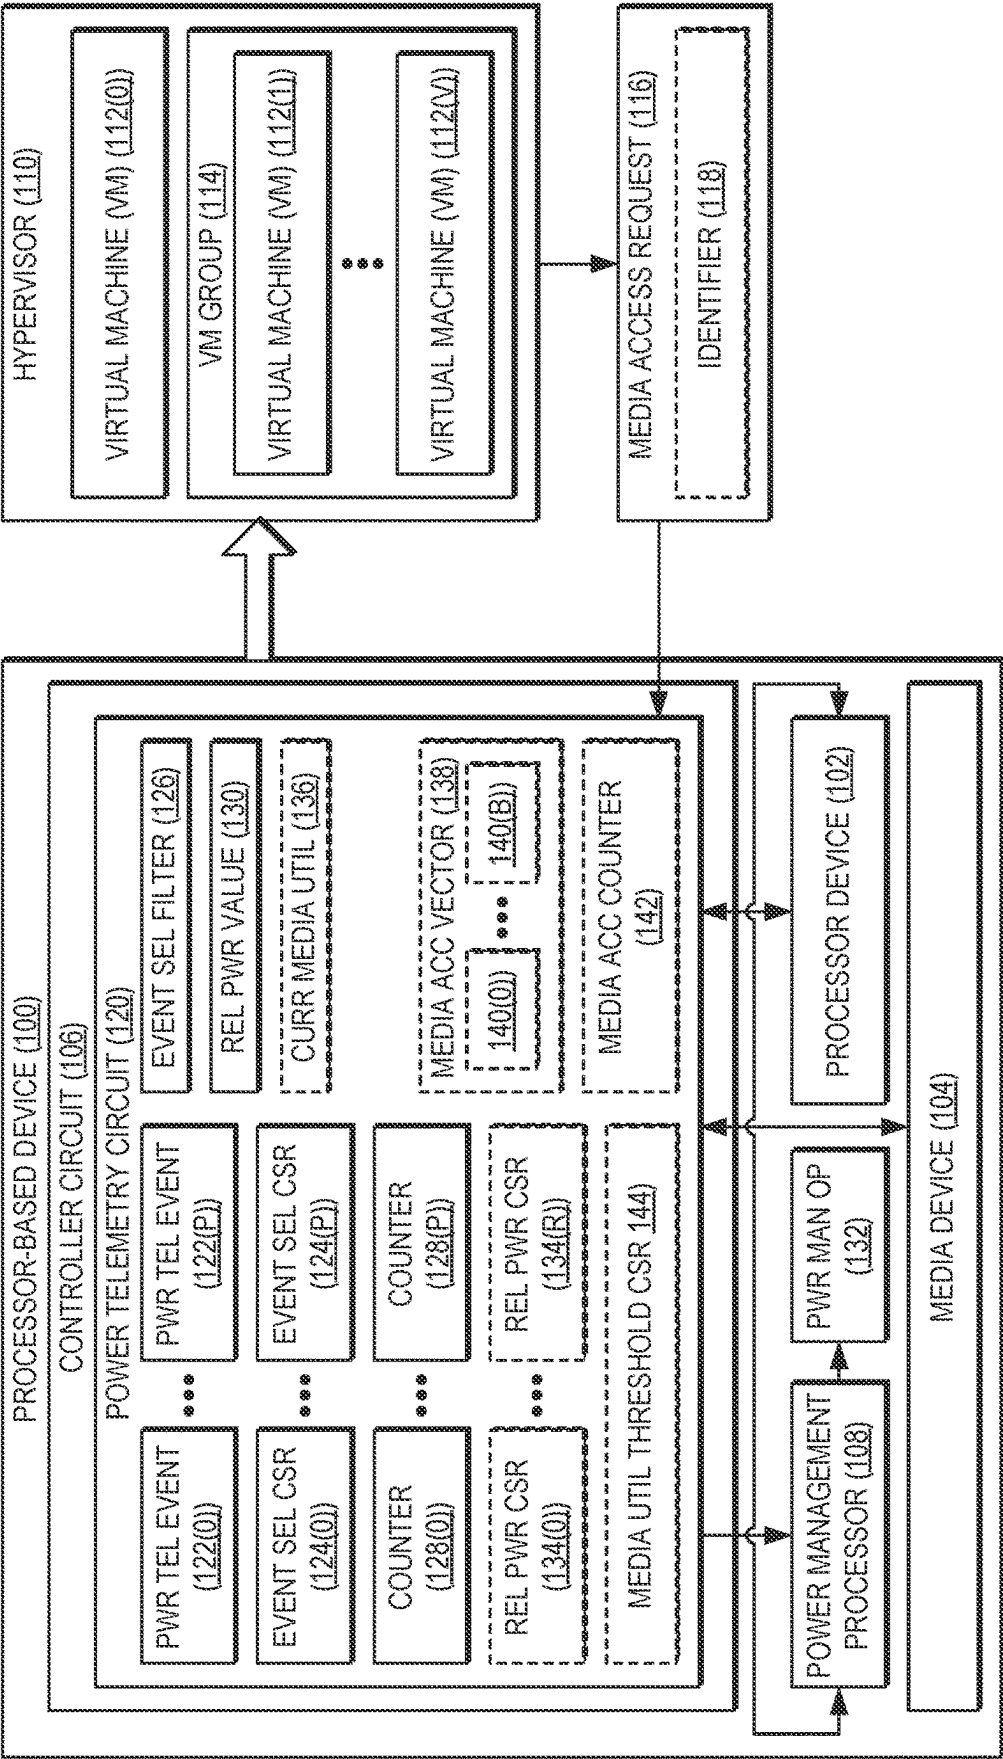 PROCESSOR-BASED DEVICE (100)
CONTROLLER CIRCUIT (106)
POWER TELEMETRY CIRCUIT (120)
PWR TEL EVENT
(122(0))
PWR TEL EVENT
(122(P))
EVENT SEL CSR
(124(0))
EVENT SEL CSR
(124(P))
COUNTER
(128(0))
COUNTER
(128(P))
REL PWR CSR
(134(0))
REL PWR CSR
(134(R))
MEDIA UTIL THRESHOLD CSR 144)
EVENT SEL FILTER (126)
REL PWR VALUE (130)
CURR MEDIA UTIL (136)
MEDIA ACC VECTOR (138)
140(0))
140(B))
MEDIA ACC COUNTER
(142)
POWER MANAGEMENT
PROCESSOR (108)
PWR MAN OP
(132)
PROCESSOR DEVICE (102)
MEDIA DEVICE (104)
HYPERVISOR (110)
VIRTUAL MACHINE (VM) (112(0))
VM GROUP (114)
VIRTUAL MACHINE (VM) (112(1))
VIRTUAL MACHINE (VM) (112(V))
MEDIA ACCESS REQUEST (116)
IDENTIFIER (118)